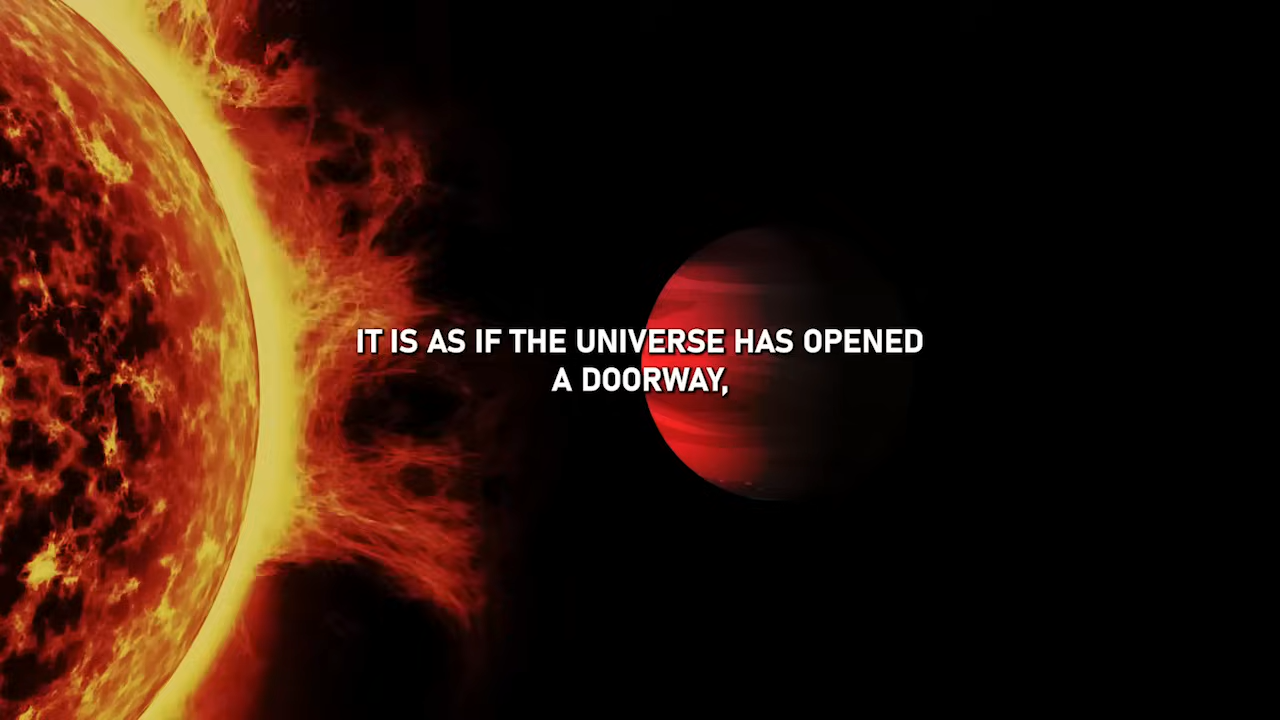 IT IS AS IF THE UNIVERSE HAS OPENED
A DOORWAY,